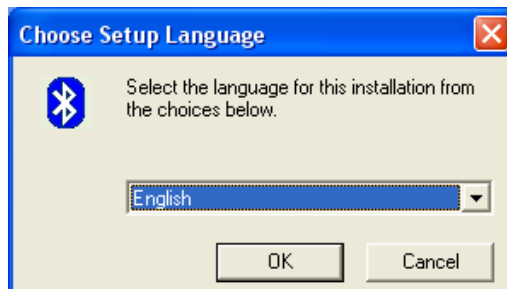 Choose Setup Language
Select the language for this installation from
the choices below.
English
OK
Cancel